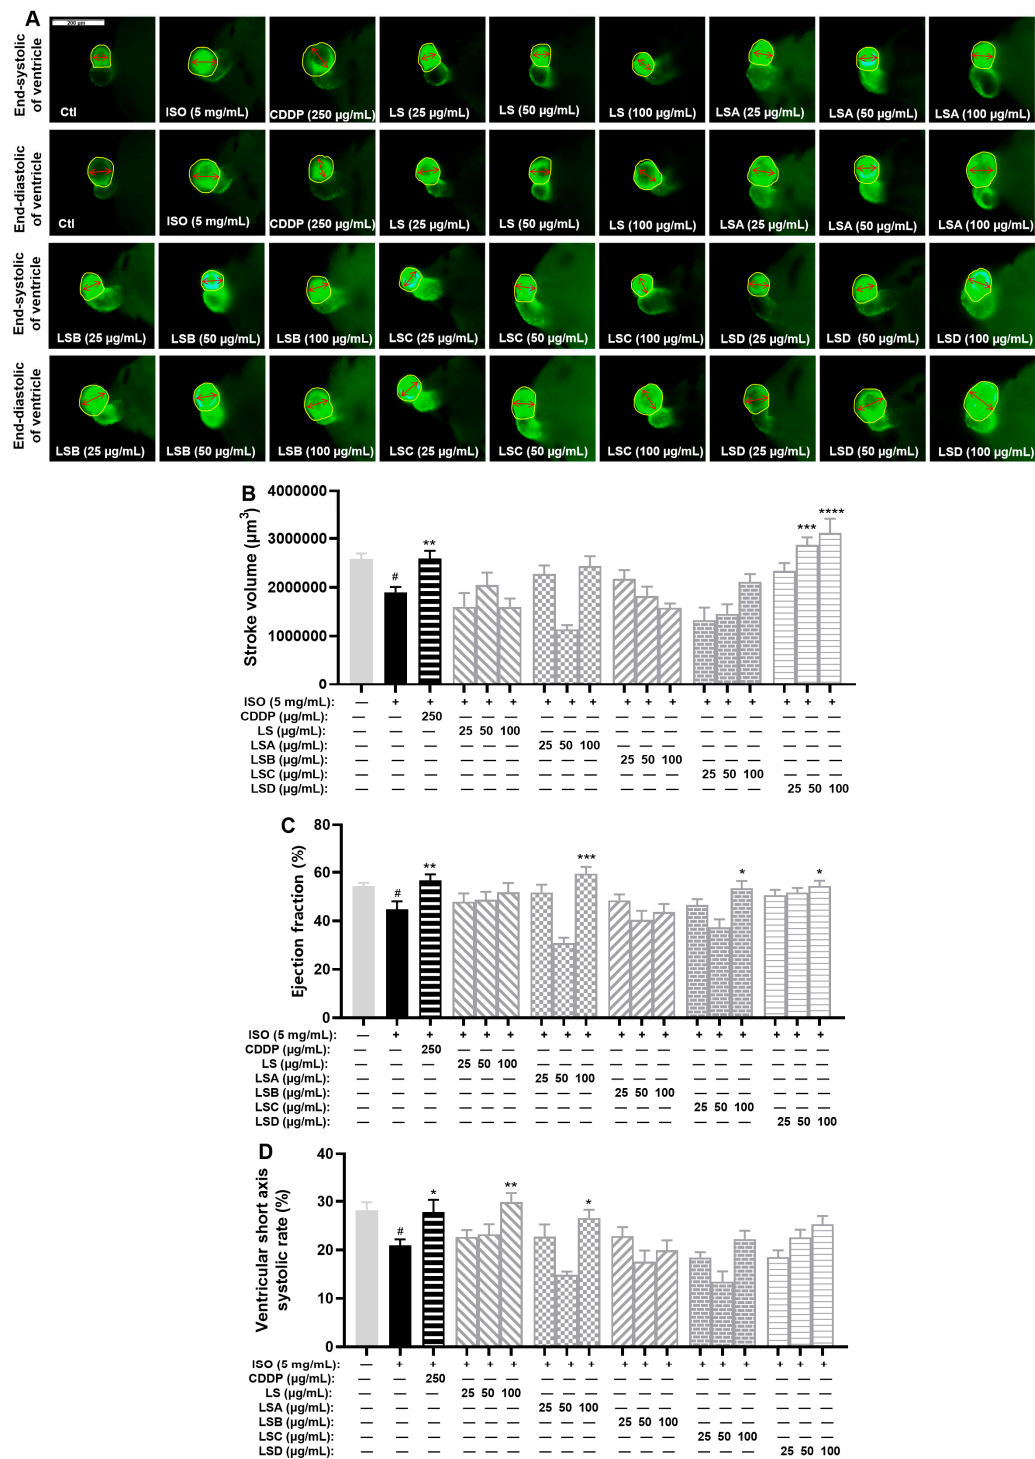 A
200 µm
End-systolic
of ventricle
Ctl
ISO (5 mg/mL)
CDDP (250 µg/mL)
LS (25 µg/mL)
LS (50 µg/mL)
LS (100 µg/mL)
LSA (25 µg/mL)
LSA (50 µg/mL)
LSA (100 µg/mL)
End-diastolic
of ventricle
Ctl
ISO (5 mg/mL)
CDDP (250 µg/mL)
LS (25 µg/mL)
LS (50 µg/mL)
LS (100 µg/mL)
LSA (25 µg/mL)
LSA (50 µg/mL)
LSA (100 µg/mL)
End-systolic
of ventricle
LSB (25 µg/mL)
LSB (50 µg/mL)
LSB (100 µg/mL)
LSC (25 µg/mL)
LSC (50 µg/mL)
LSC (100 µg/mL)
LSD (25 µg/mL)
LSD (50 µg/mL)
LSD (100 µg/mL)
End-diastolic
of ventricle
LSB (25 µg/mL)
LSB (50 µg/mL)
LSB (100 µg/mL)
LSC (25 µg/mL)
LSC (50 µg/mL)
LSC (100 µg/mL)
LSD (25 µg/mL)
LSD (50 µg/mL)
LSD (100 µg/mL)
B
Stroke volume (µm³)
4000000
3000000
2000000
1000000
0
# ** *** ****
ISO (5 mg/mL): — + + + + + + + + + + + + + + + + +
CDDP (µg/mL): — — 250 — — — — — — — — — — — — — — —
LS (µg/mL): — — — 25 50 100 — — — — — — — — — — — —
LSA (µg/mL): — — — — — — 25 50 100 — — — — — — — — —
LSB (µg/mL): — — — — — — — — — 25 50 100 — — — — — —
LSC (µg/mL): — — — — — — — — — — — — 25 50 100 — — —
LSD (µg/mL): — — — — — — — — — — — — — — — 25 50 100
C
Ejection fraction (%)
80
60
40
20
0
# ** *** * *
ISO (5 mg/mL): — + + + + + + + + + + + + + + + + +
CDDP (µg/mL): — — 250 — — — — — — — — — — — — — — —
LS (µg/mL): — — — 25 50 100 — — — — — — — — — — — —
LSA (µg/mL): — — — — — — 25 50 100 — — — — — — — — —
LSB (µg/mL): — — — — — — — — — 25 50 100 — — — — — —
LSC (µg/mL): — — — — — — — — — — — — 25 50 100 — — —
LSD (µg/mL): — — — — — — — — — — — — — — — 25 50 100
D
Ventricular short axis
systolic rate (%)
40
30
20
10
0
# * ** *
ISO (5 mg/mL): — + + + + + + + + + + + + + + + + +
CDDP (µg/mL): — — 250 — — — — — — — — — — — — — — —
LS (µg/mL): — — — 25 50 100 — — — — — — — — — — — —
LSA (µg/mL): — — — — — — 25 50 100 — — — — — — — — —
LSB (µg/mL): — — — — — — — — — 25 50 100 — — — — — —
LSC (µg/mL): — — — — — — — — — — — — 25 50 100 — — —
LSD (µg/mL): — — — — — — — — — — — — — — — 25 50 100